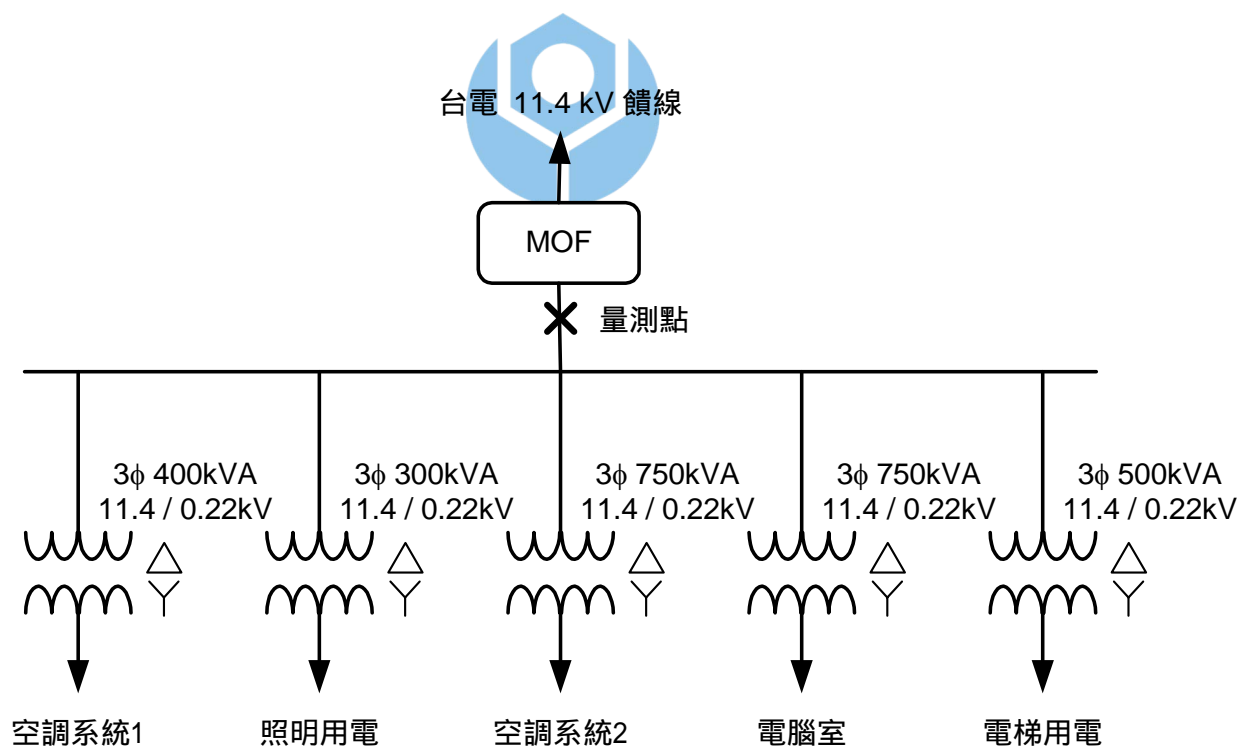 台電 11.4 kV 饋線
MOF
量測點
3ϕ 400kVA
11.4 / 0.22kV
3ϕ 300kVA
11.4 / 0.22kV
3ϕ 750kVA
11.4 / 0.22kV
3ϕ 750kVA
11.4 / 0.22kV
3ϕ 500kVA
11.4 / 0.22kV
空調系統1
照明用電
空調系統2
電腦室
電梯用電